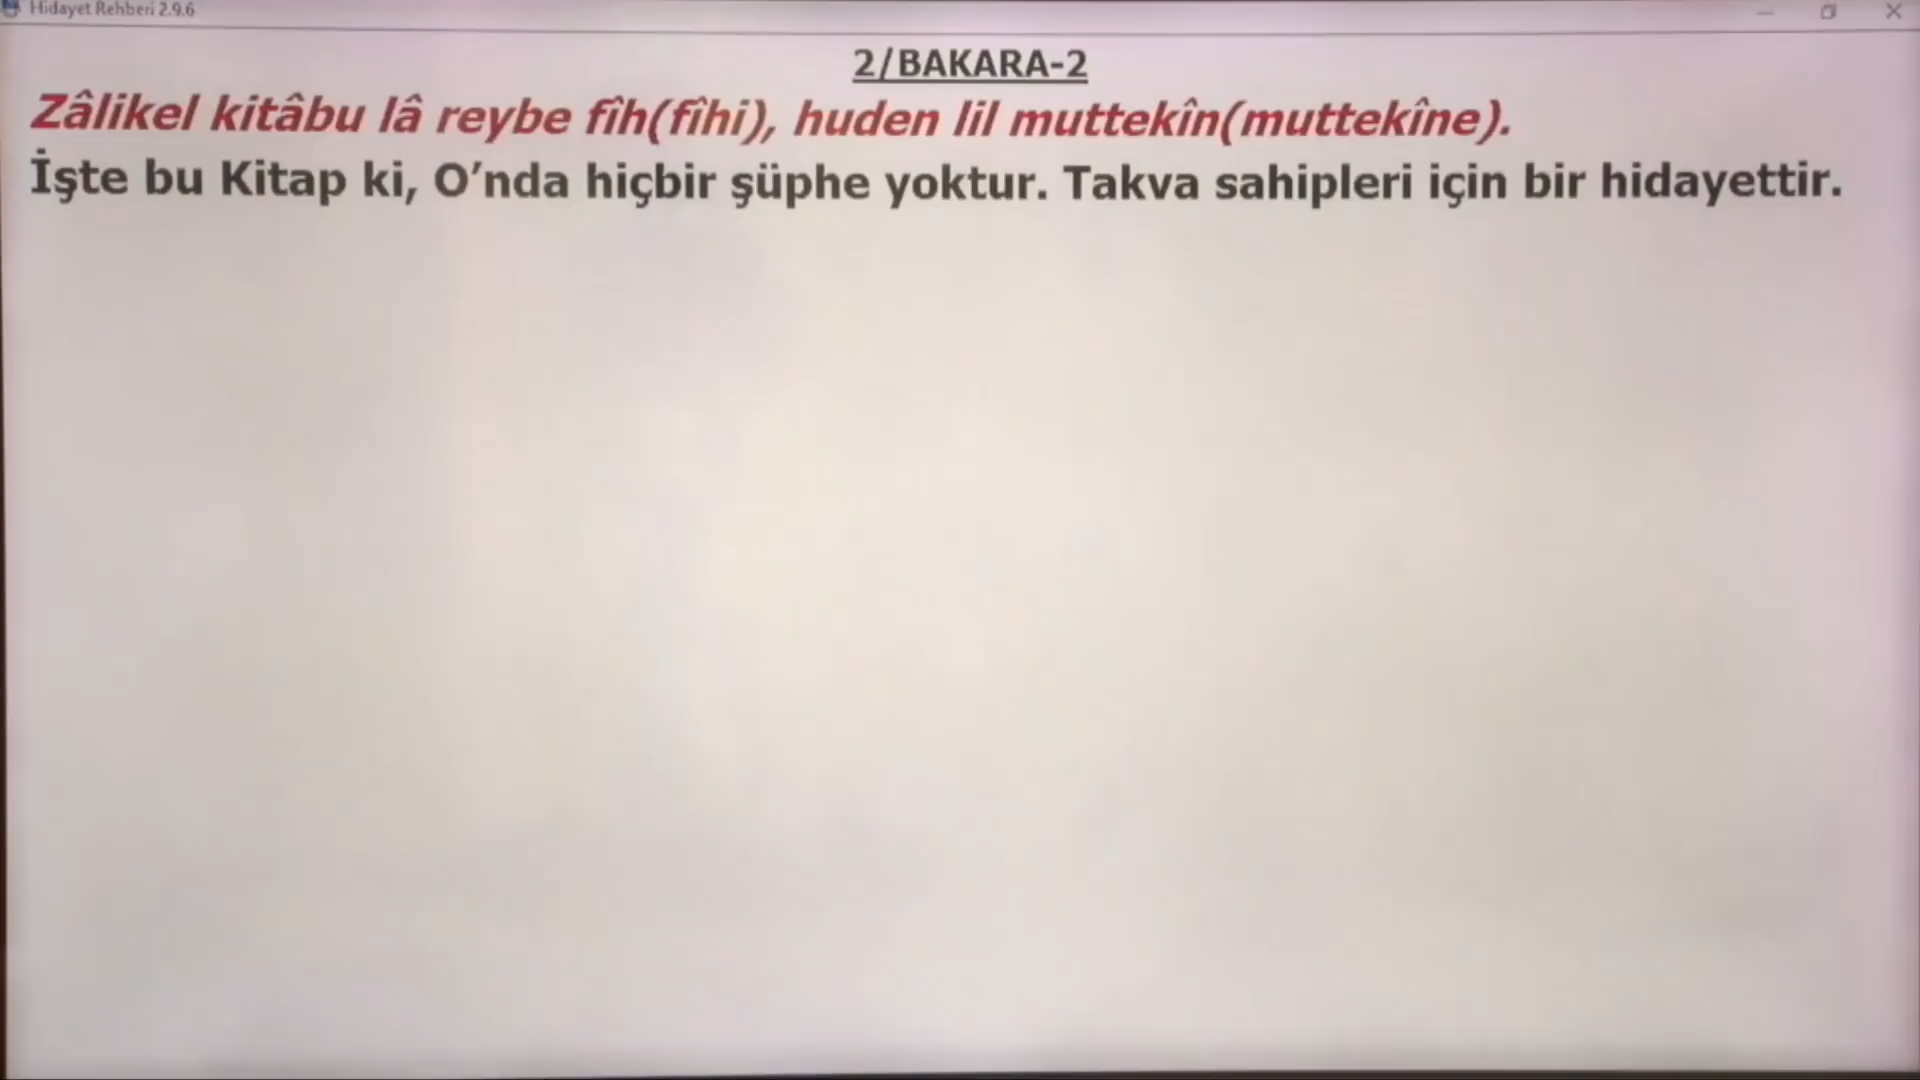 Hidayet Rehberi 2.9.6
2/BAKARA-2
Zâlikel kitâbu lâ reybe fîh(fîhi), huden lil muttekîn(muttekîne).
İşte bu Kitap ki, O’nda hiçbir şüphe yoktur. Takva sahipleri için bir hidayettir.